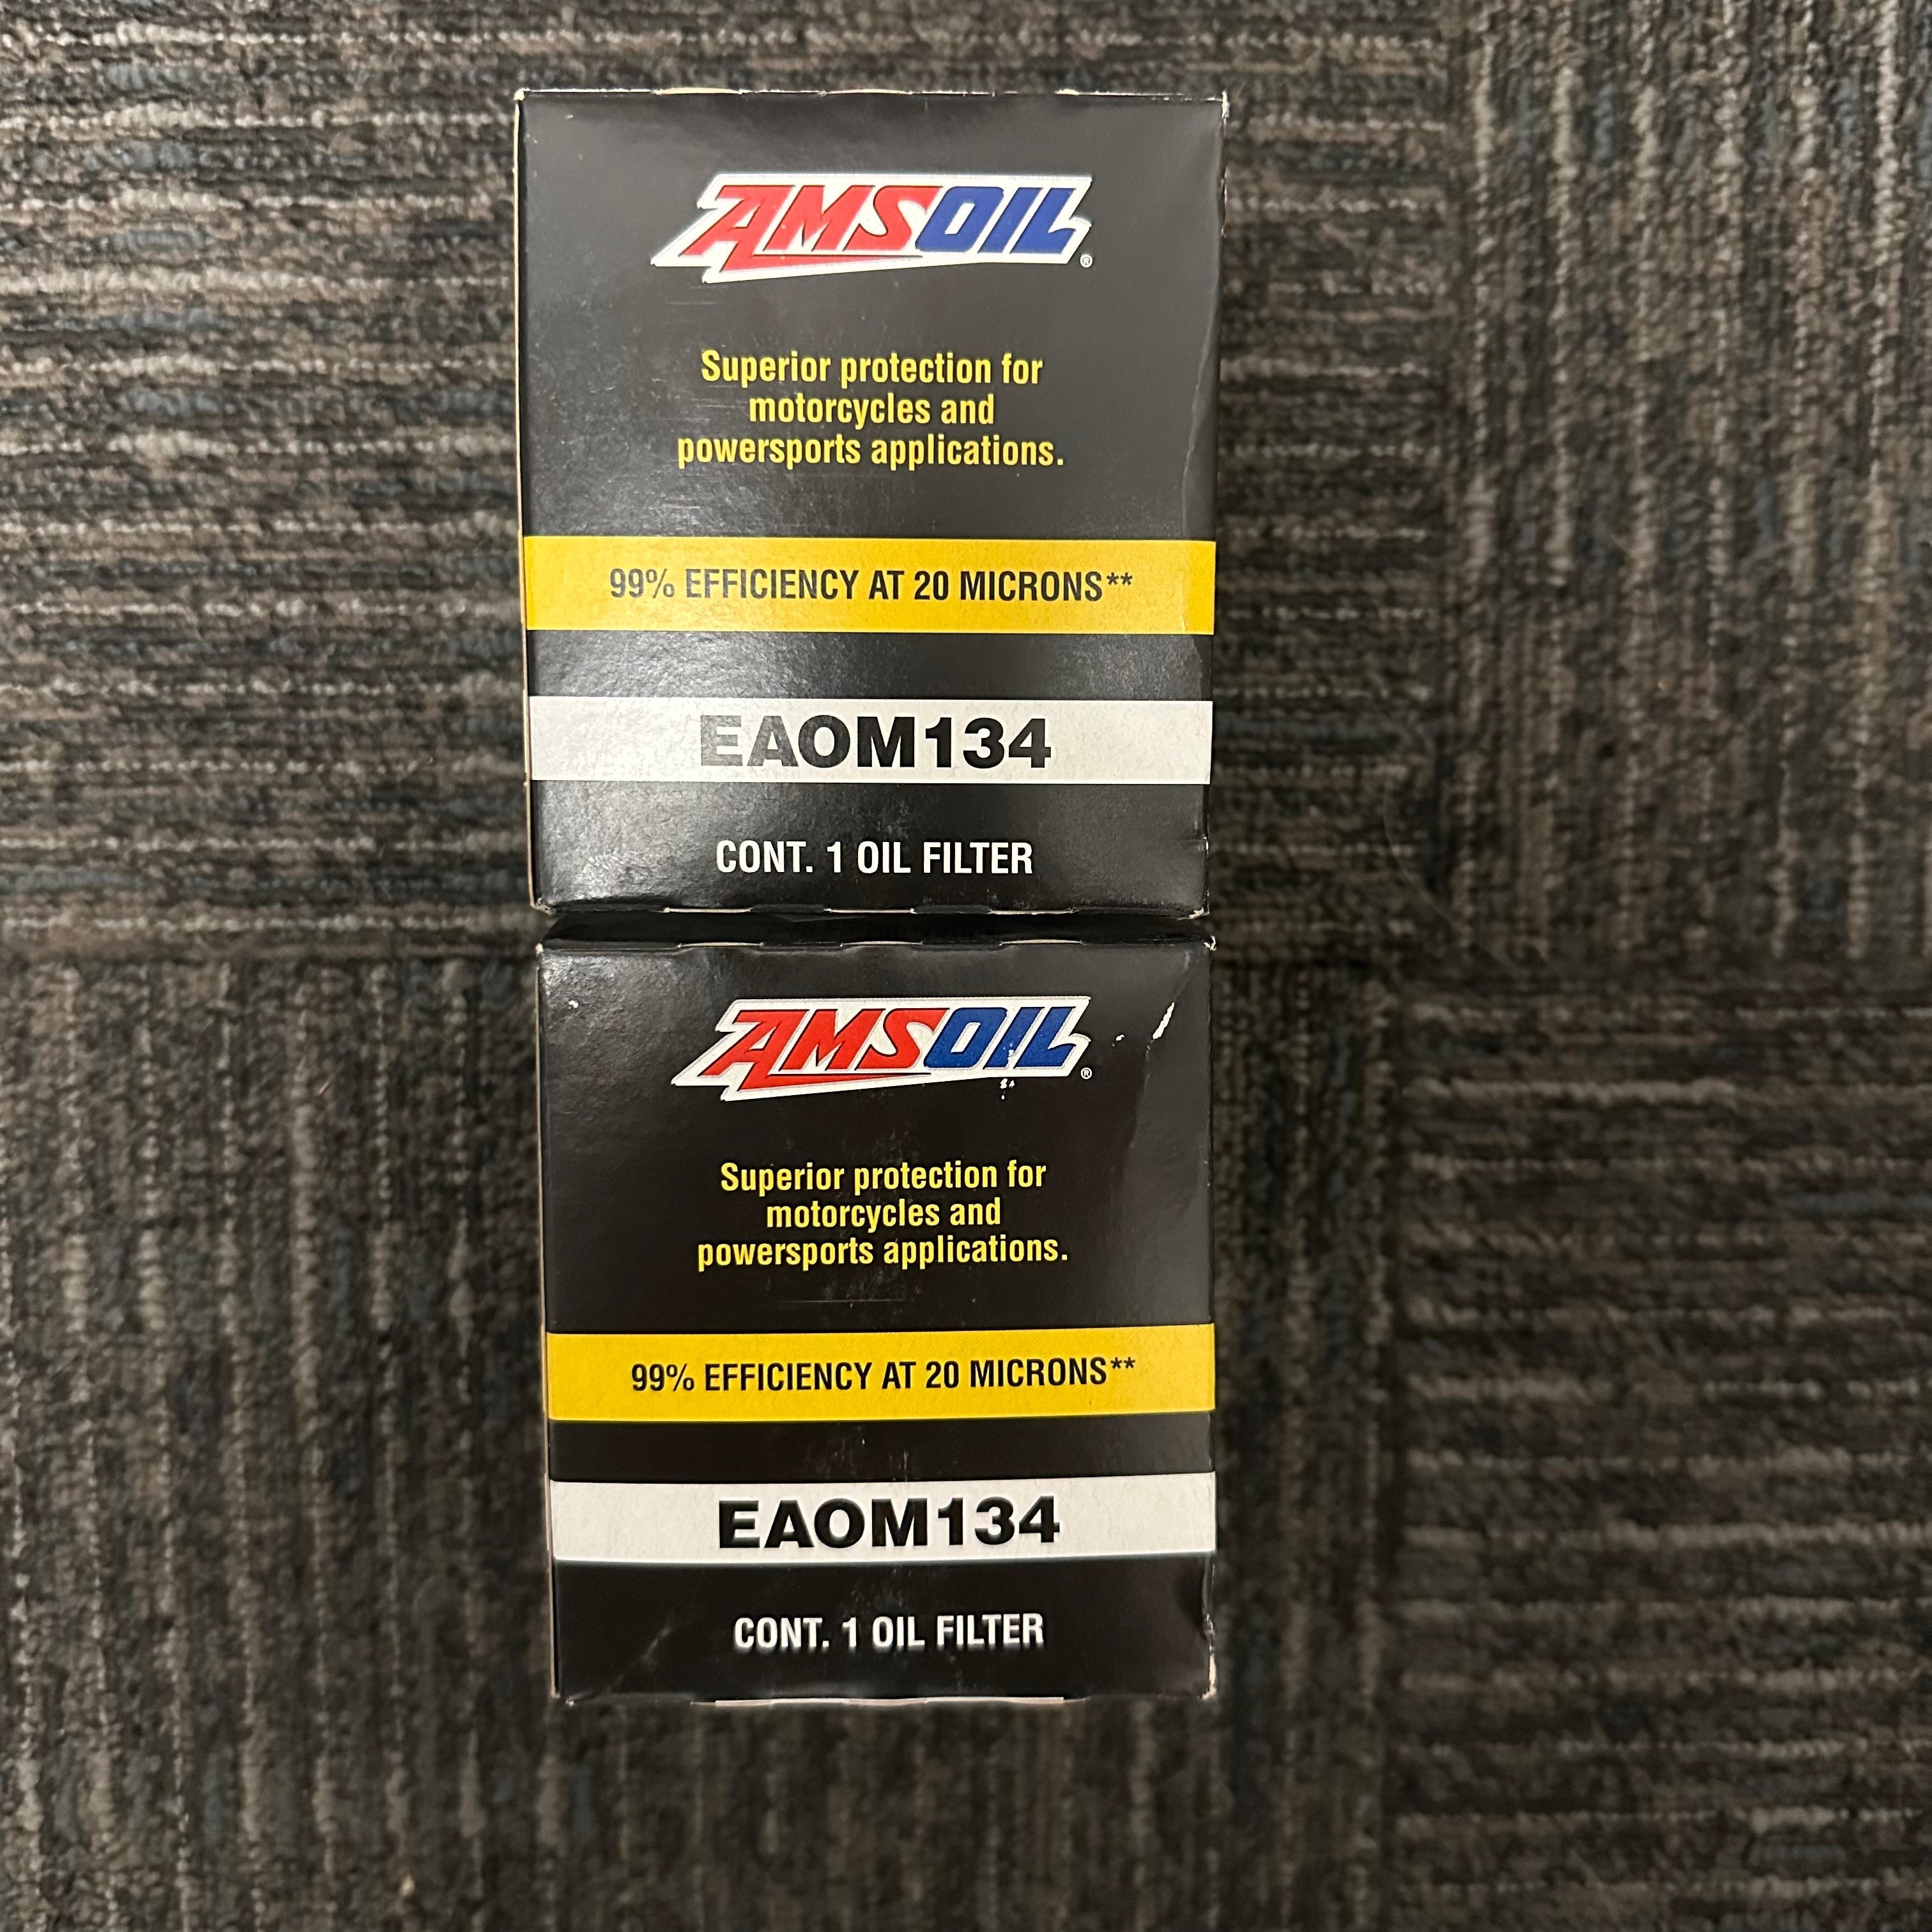 AMSOIL®
Superior protection for
motorcycles and
powersports applications.
99% EFFICIENCY AT 20 MICRONS**
EAOM134
CONT. 1 OIL FILTER
AMSOIL®
Superior protection for
motorcycles and
powersports applications.
99% EFFICIENCY AT 20 MICRONS**
EAOM134
CONT. 1 OIL FILTER